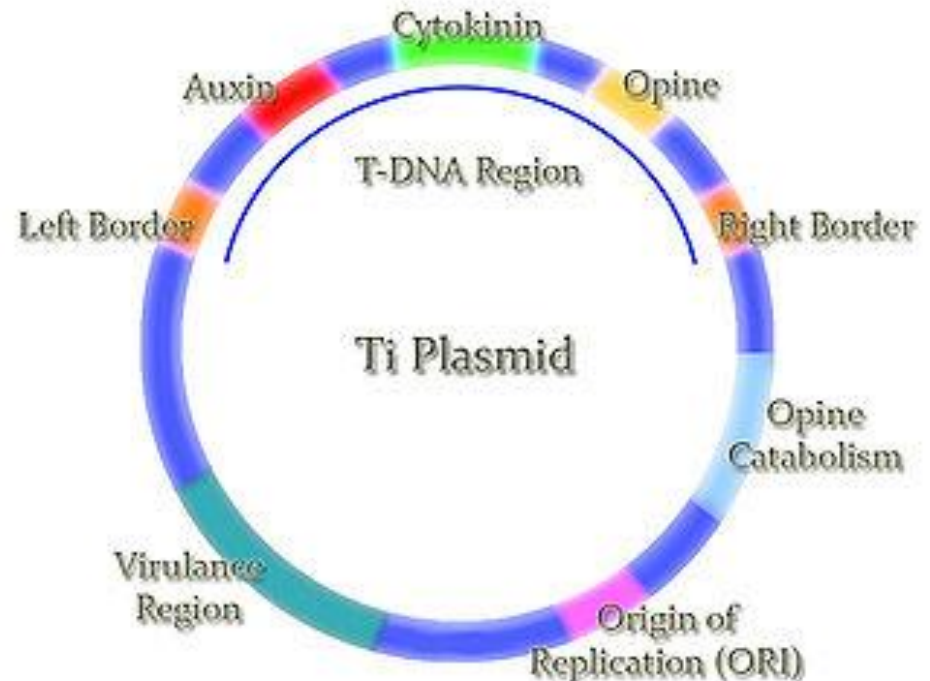 Cytokinin
Auxin
Opine
T-DNA Region
Left Border
Right Border
Ti Plasmid
Opine
Catabolism
Virulance
Region
Origin of
Replication (ORI)